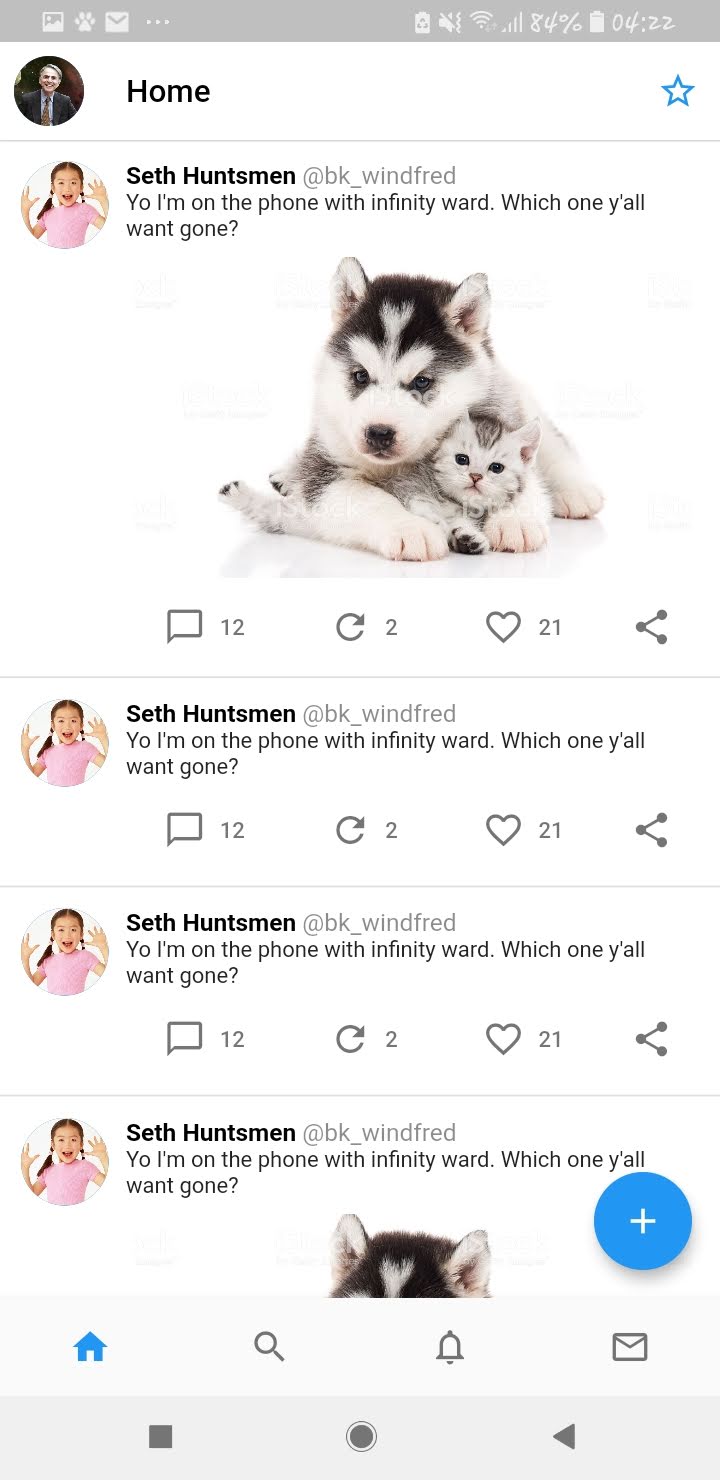 84% 04:22
Home
Seth Huntsmen @bk_windfred
Yo I'm on the phone with infinity ward. Which one y'all
want gone?
iStock
iStock
iStock
iStock
12 2 21
Seth Huntsmen @bk_windfred
Yo I'm on the phone with infinity ward. Which one y'all
want gone?
12 2 21
Seth Huntsmen @bk_windfred
Yo I'm on the phone with infinity ward. Which one y'all
want gone?
12 2 21
Seth Huntsmen @bk_windfred
Yo I'm on the phone with infinity ward. Which one y'all
want gone?